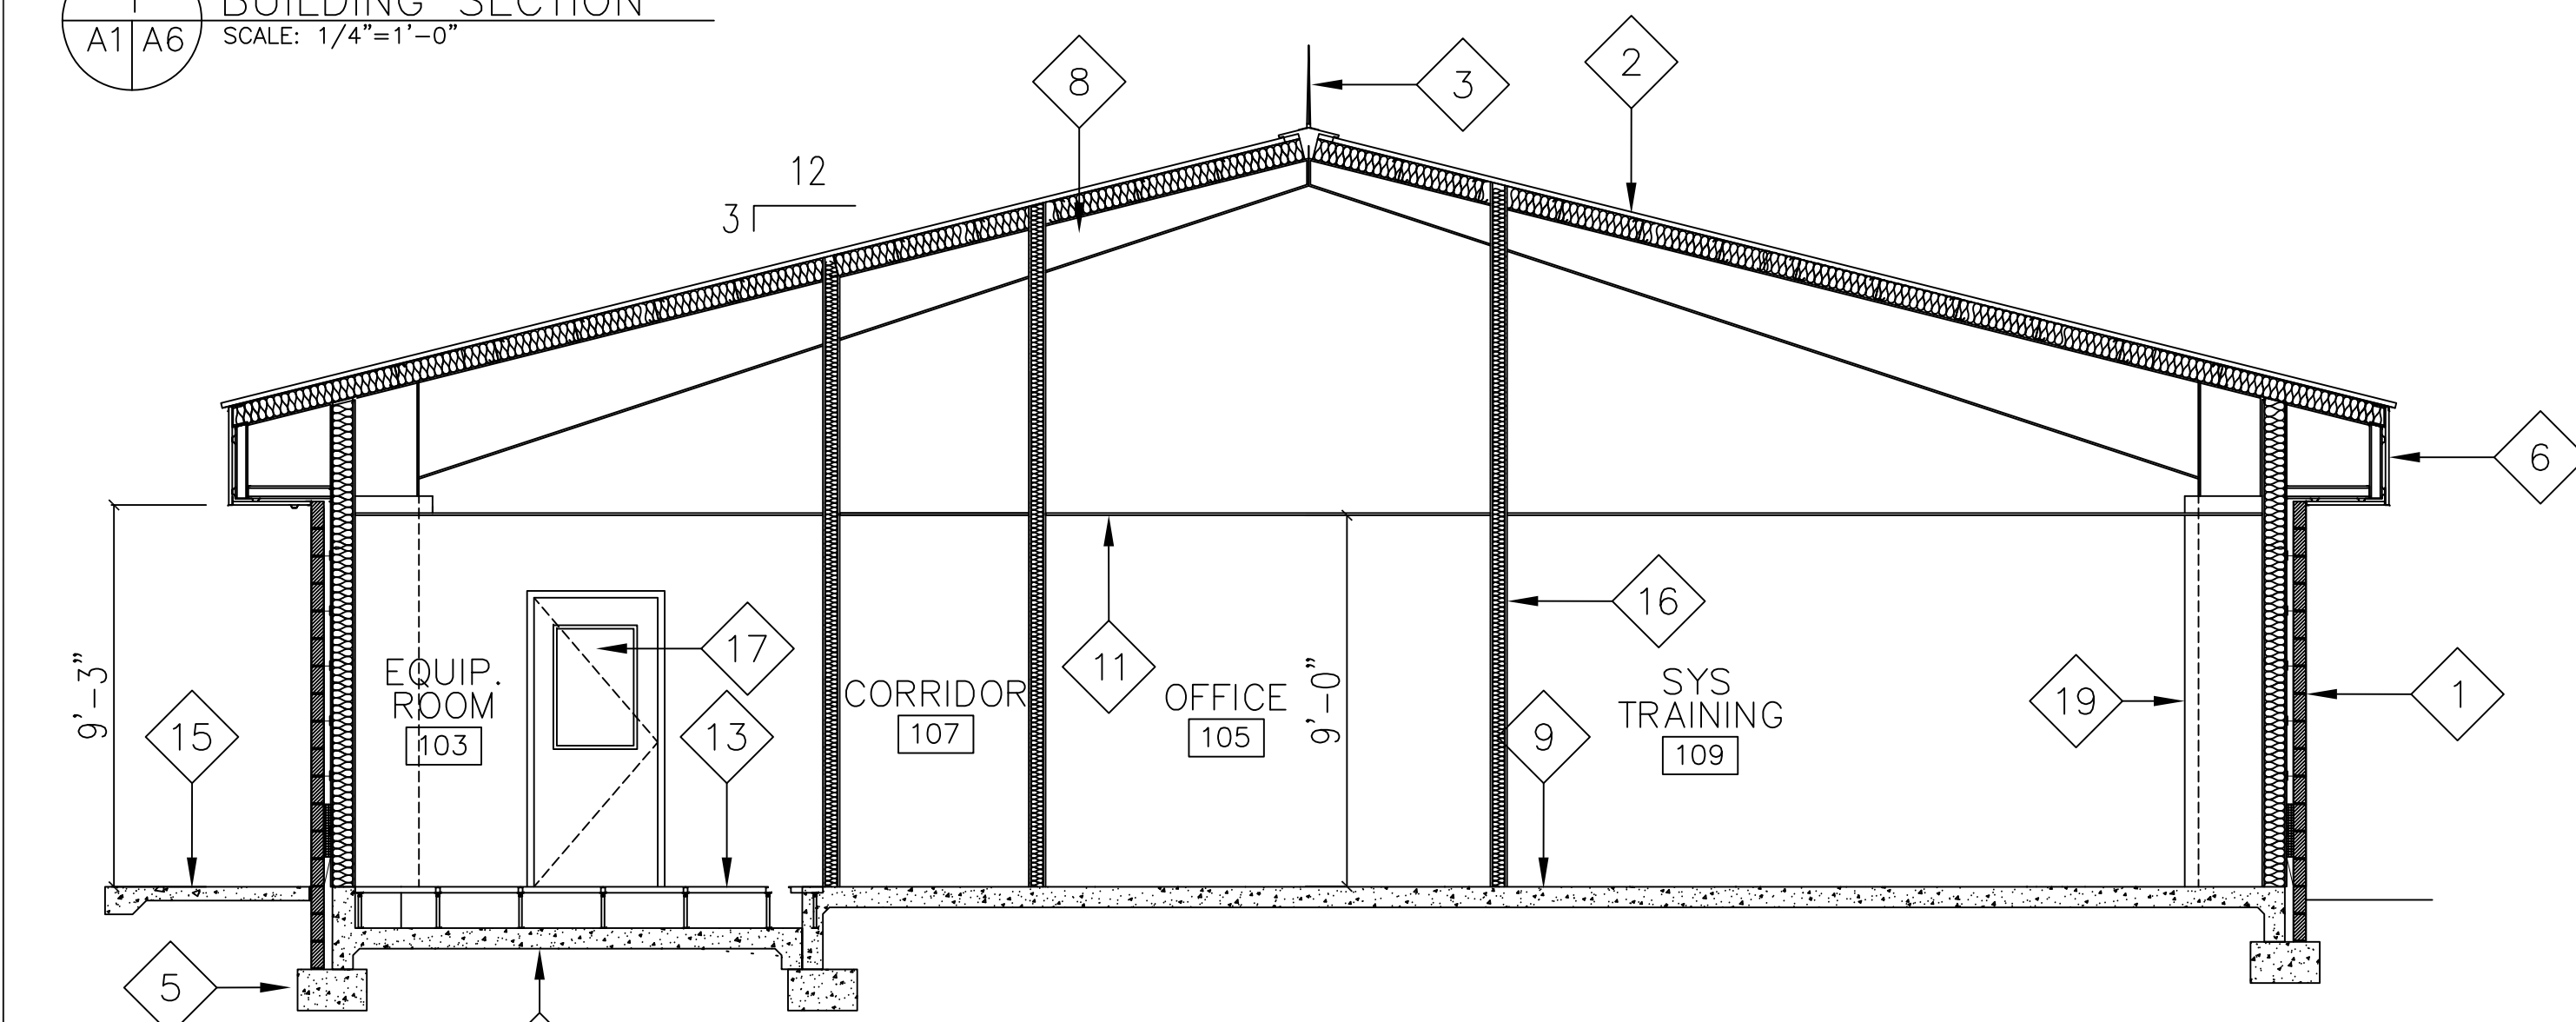 BUILDING SECTION
A1 A6
SCALE: 1/4"=1'-0"
8
3
2
12
3
6
9'-3"
15
EQUIP.
ROOM
103
17
13
CORRIDOR
107
11
OFFICE
105
9'-0"
16
9
SYS
TRAINING
109
19
1
5